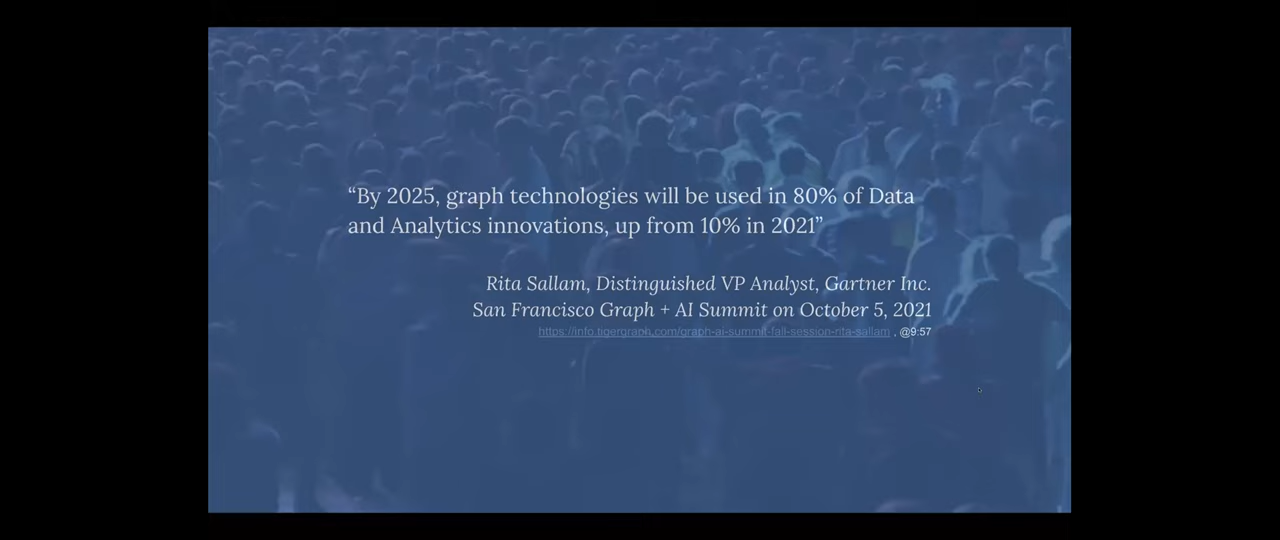 “By 2025, graph technologies will be used in 80% of Data
and Analytics innovations, up from 10% in 2021”
Rita Sallam, Distinguished VP Analyst, Gartner Inc.
San Francisco Graph + AI Summit on October 5, 2021
https://info.tigergraph.com/graph-ai-summit-fall-session-rita-sallam , @9:57